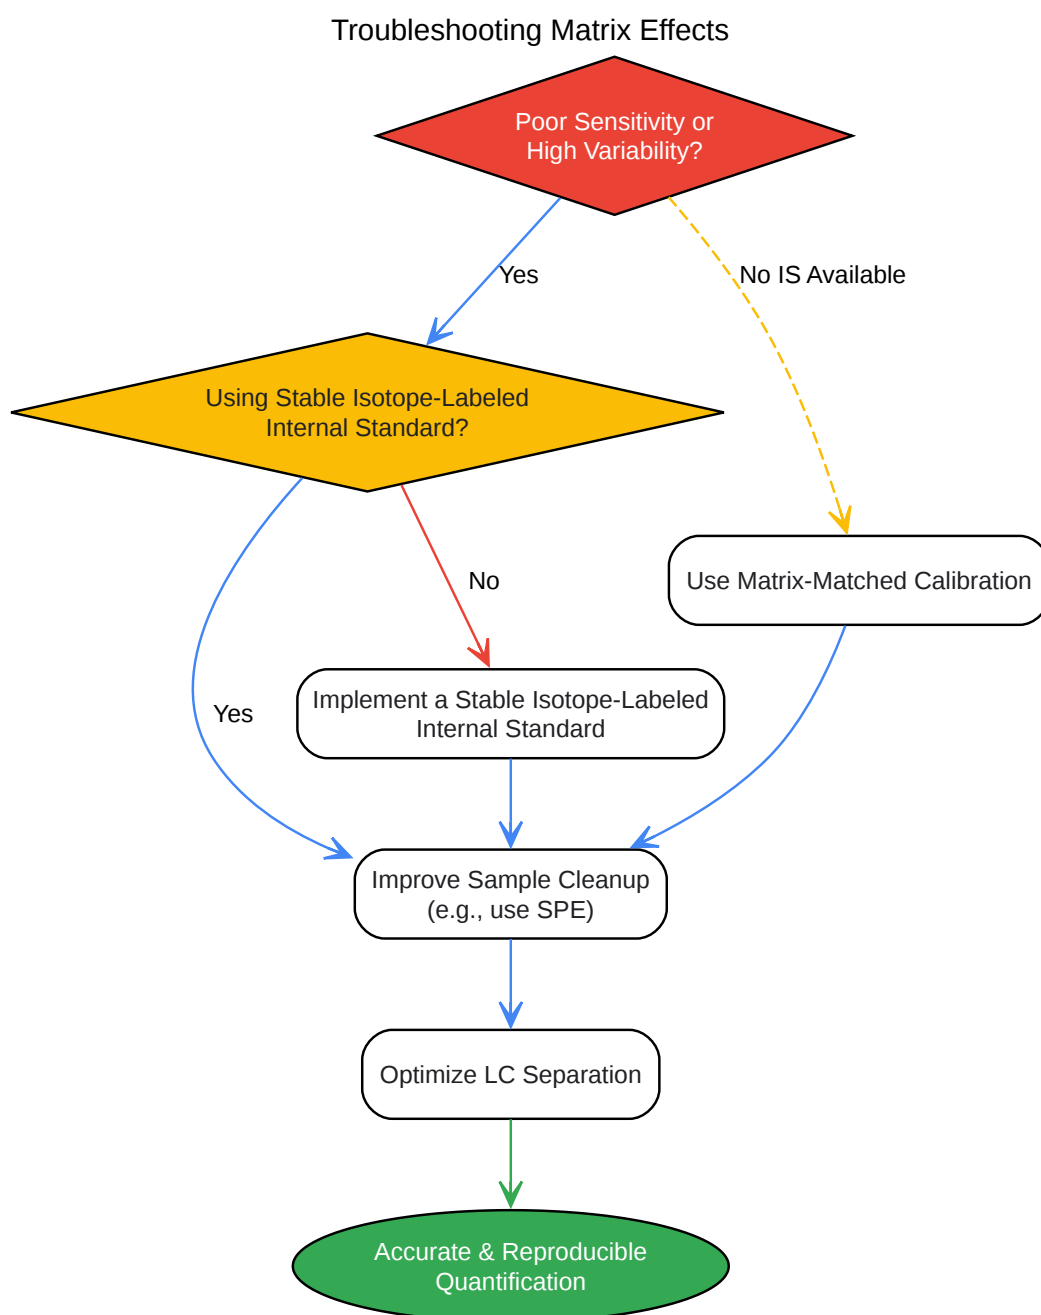 Troubleshooting Matrix Effects
Poor Sensitivity or
High Variability?
Yes
No IS Available
Using Stable Isotope-Labeled
Internal Standard?
No
Use Matrix-Matched Calibration
Implement a Stable Isotope-Labeled
Internal Standard
Yes
Improve Sample Cleanup
(e.g., use SPE)
Optimize LC Separation
Accurate & Reproducible
Quantification